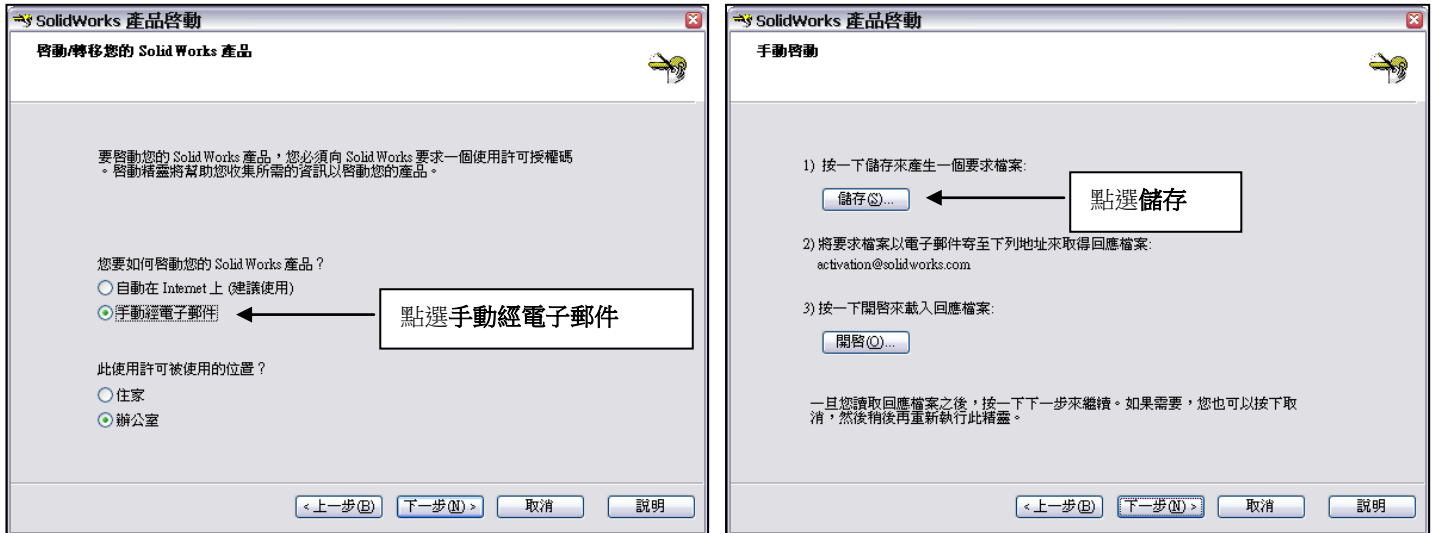 SolidWorks 產品啓動
啓動/轉移您的 SolidWorks 產品
要啓動您的 SolidWorks 產品，您必須向 SolidWorks 要求一個使用許可授權碼
。啓動精靈將幫助您收集所需的資訊以啓動您的產品。
您要如何啓動您的 SolidWorks 產品？
自動在 Internet 上 (建議使用)
手動經電子郵件
點選手動經電子郵件
此使用許可被使用的位置？
住家
辦公室
<上一步(B)
下一步(N)>
取消
說明
SolidWorks 產品啓動
手動啓動
1) 按一下儲存來產生一個要求檔案:
儲存(S)...
點選儲存
2) 將要求檔案以電子郵件寄至下列地址來取得回應檔案:
activation@solidworks.com
3) 按一下開啓來載入回應檔案:
開啓(O)...
一旦您讀取回應檔案之後，按一下下一步來繼續。如果需要，您也可以按下取
消，然後稍後再重新執行此精靈。
<上一步(B)
下一步(N)>
取消
說明